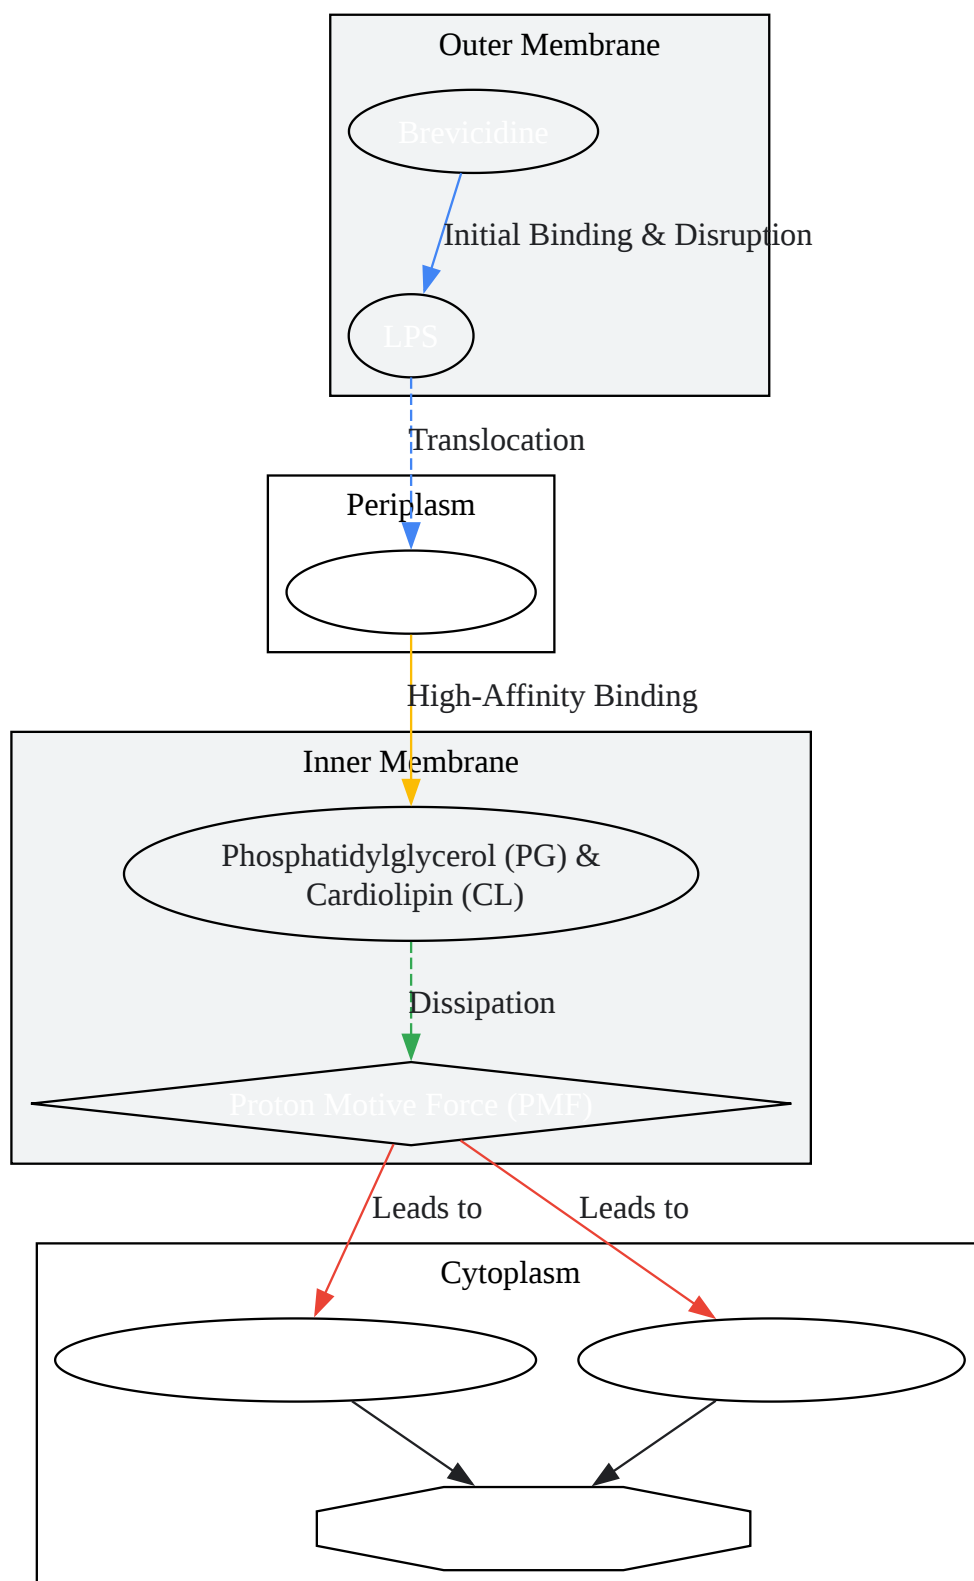 Outer Membrane
Brevicidine
Initial Binding & Disruption
LPS
Translocation
Periplasm
High-Affinity Binding
Inner Membrane
Phosphatidylglycerol (PG) &
Cardiolipin (CL)
Dissipation
Proton Motive Force (PMF)
Leads to
Leads to
Cytoplasm